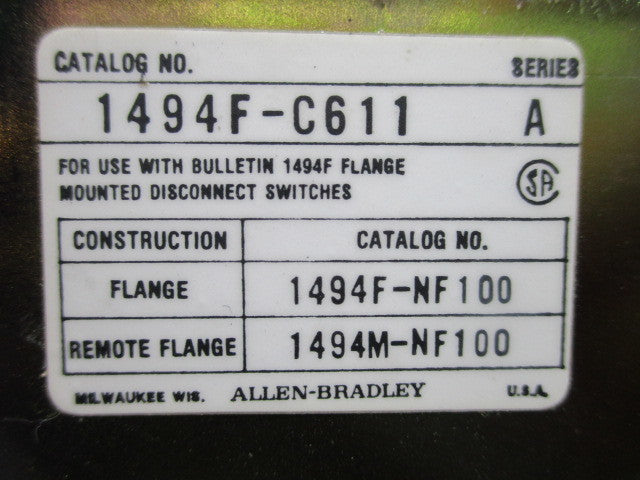 CATALOG NO. SERIES
1494F-C611 A
FOR USE WITH BULLETIN 1494F FLANGE
MOUNTED DISCONNECT SWITCHES
SA
CONSTRUCTION CATALOG NO.
FLANGE 1494F-NF100
REMOTE FLANGE 1494M-NF100
MILWAUKEE WIS. ALLEN-BRADLEY U.S.A.